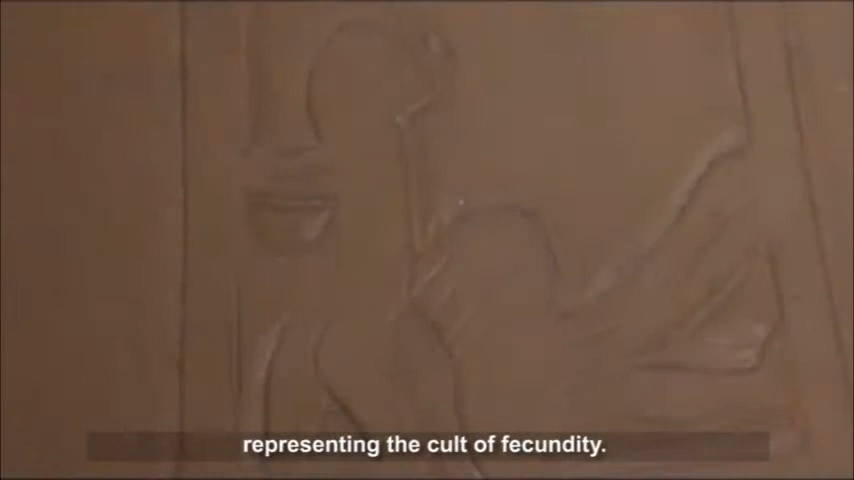 representing the cult of fecundity.